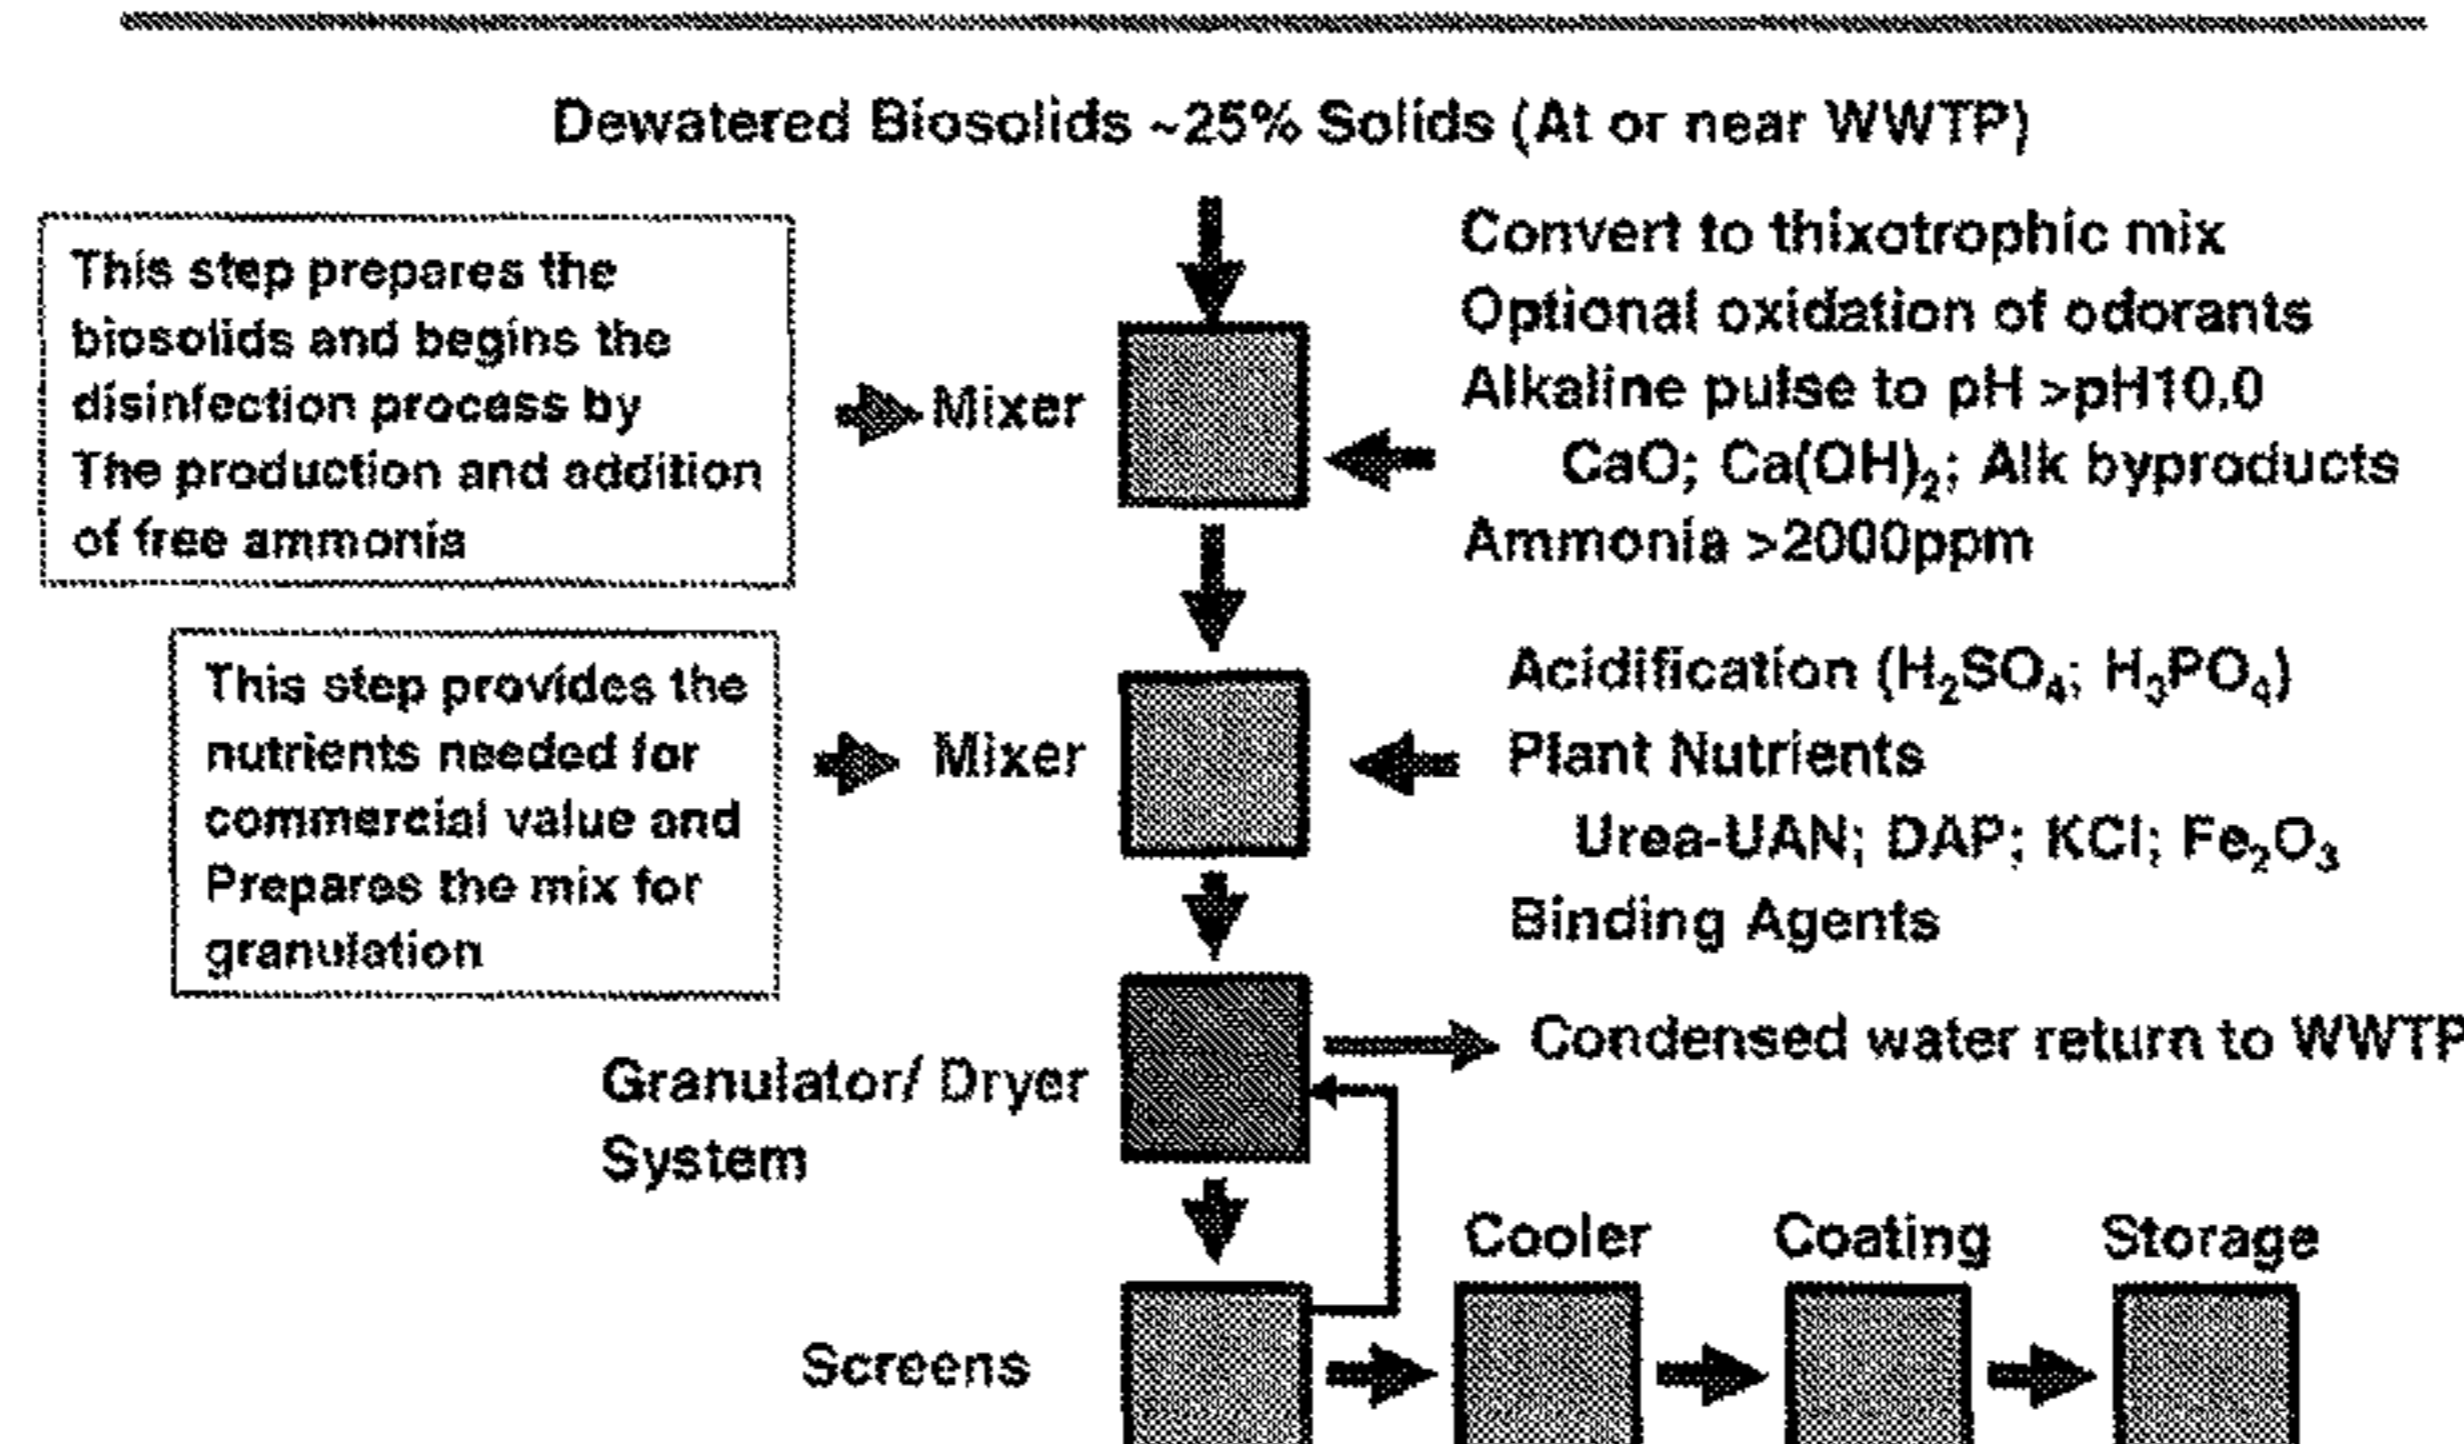 Dewatered Biosolids ~25% Solids (At or near WWTP)
This step prepares the
biosolids and begins the
disinfection process by
The production and addition
of free ammonia
Mixer
Convert to thixotrophic mix
Optional oxidation of odorants
Alkaline pulse to pH >pH10.0
CaO; Ca(OH)₂; Alk byproducts
Ammonia >2000ppm
This step provides the
nutrients needed for
commercial value and
Prepares the mix for
granulation
Mixer
Acidification (H₂SO₄; H₃PO₄)
Plant Nutrients
Urea-UAN; DAP; KCl; Fe₂O₃
Binding Agents
Granulator/ Dryer
System
Condensed water return to WWTP
Screens
Cooler
Coating
Storage